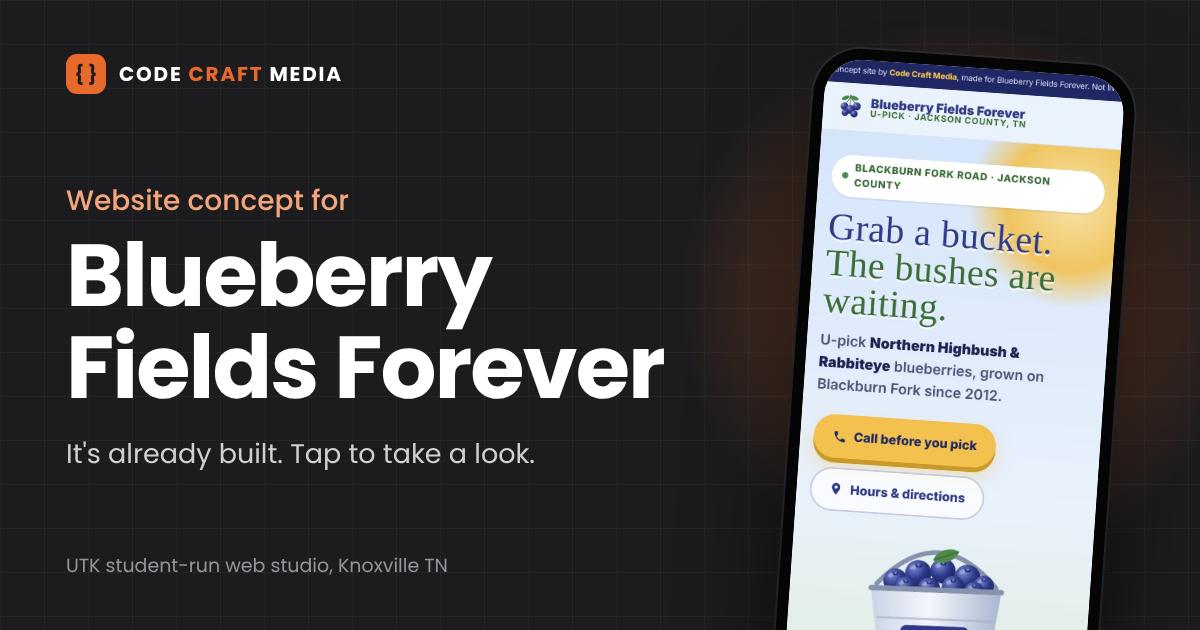 { } CODE CRAFT MEDIA
Website concept for
Blueberry
Fields Forever
It's already built. Tap to take a look.
UTK student-run web studio, Knoxville TN
site by Code Craft Media, made for Blueberry Fields Forever. Not
Blueberry Fields Forever
U-PICK · JACKSON COUNTY, TN
BLACKBURN FORK ROAD · JACKSON
COUNTY
Grab a bucket.
The bushes are
waiting.
U-pick Northern Highbush &
Rabbiteye blueberries, grown on
Blackburn Fork since 2012.
Call before you pick
Hours & directions